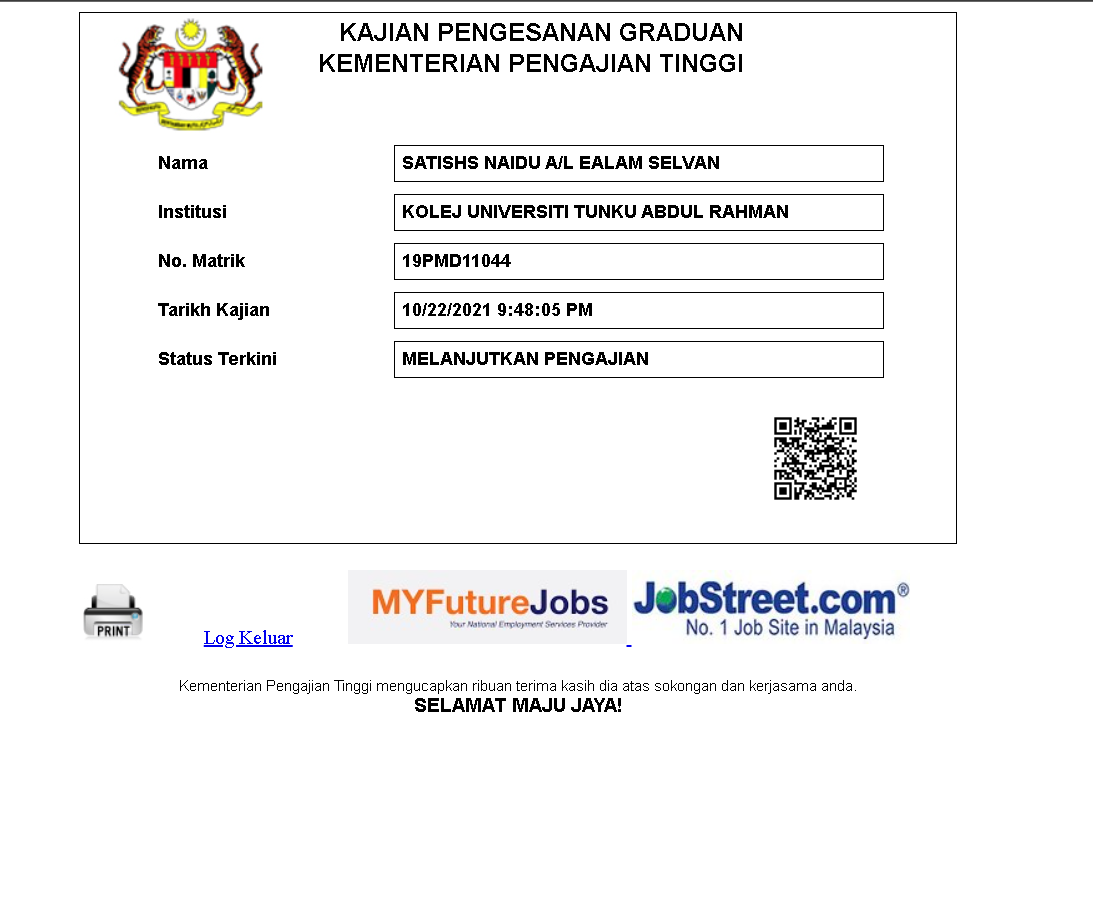 KAJIAN PENGESANAN GRADUAN
KEMENTERIAN PENGAJIAN TINGGI
Nama SATISHS NAIDU A/L EALAM SELVAN
Institusi KOLEJ UNIVERSITI TUNKU ABDUL RAHMAN
No. Matrik 19PMD11044
Tarikh Kajian 10/22/2021 9:48:05 PM
Status Terkini MELANJUTKAN PENGAJIAN
PRINT
Log Keluar
MYFutureJobs
Your National Employment Services Provider
JobStreet.com®
No. 1 Job Site in Malaysia
Kementerian Pengajian Tinggi mengucapkan ribuan terima kasih dia atas sokongan dan kerjasama anda.
SELAMAT MAJU JAYA!